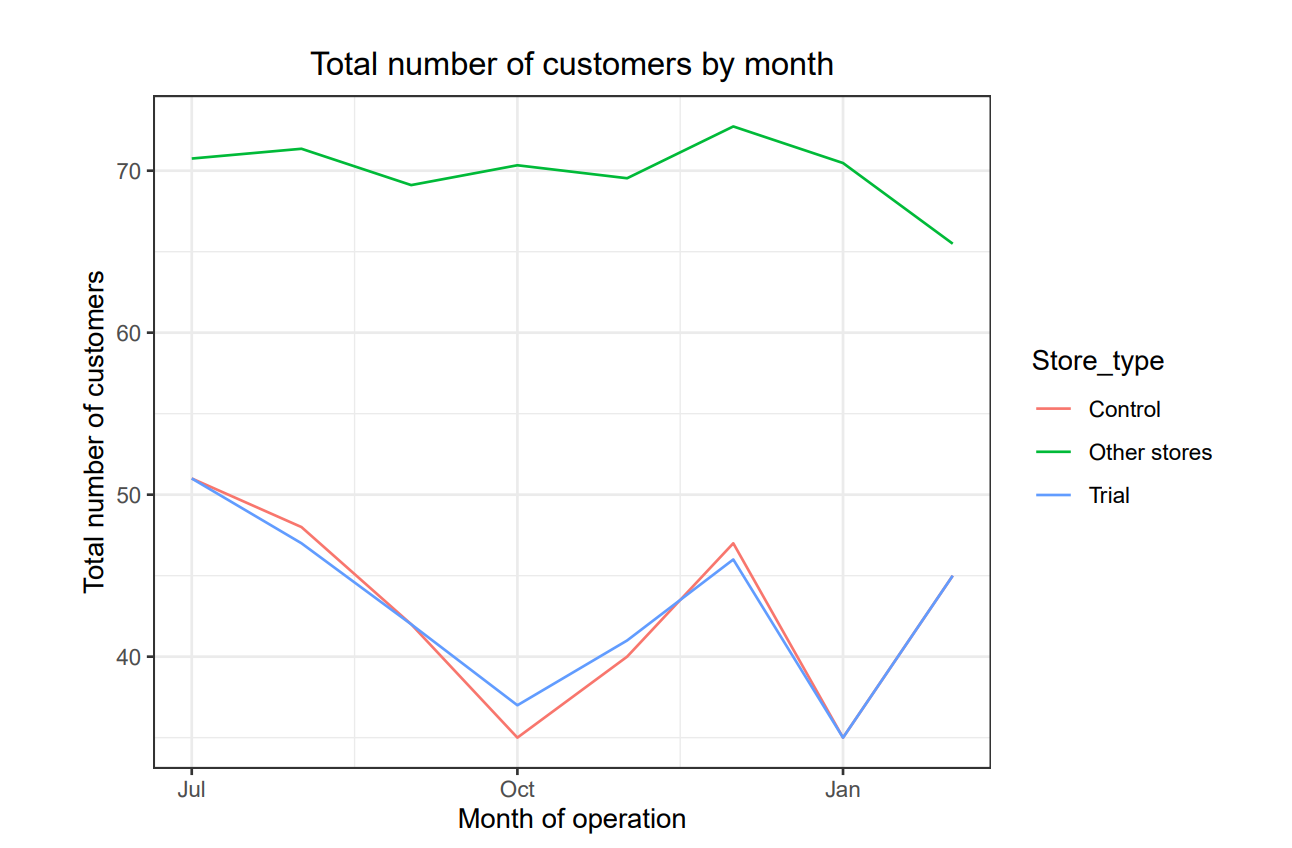 Total number of customers by month
Total number of customers
70
60
50
40
Jul
Oct
Jan
Month of operation
Store_type
Control
Other stores
Trial